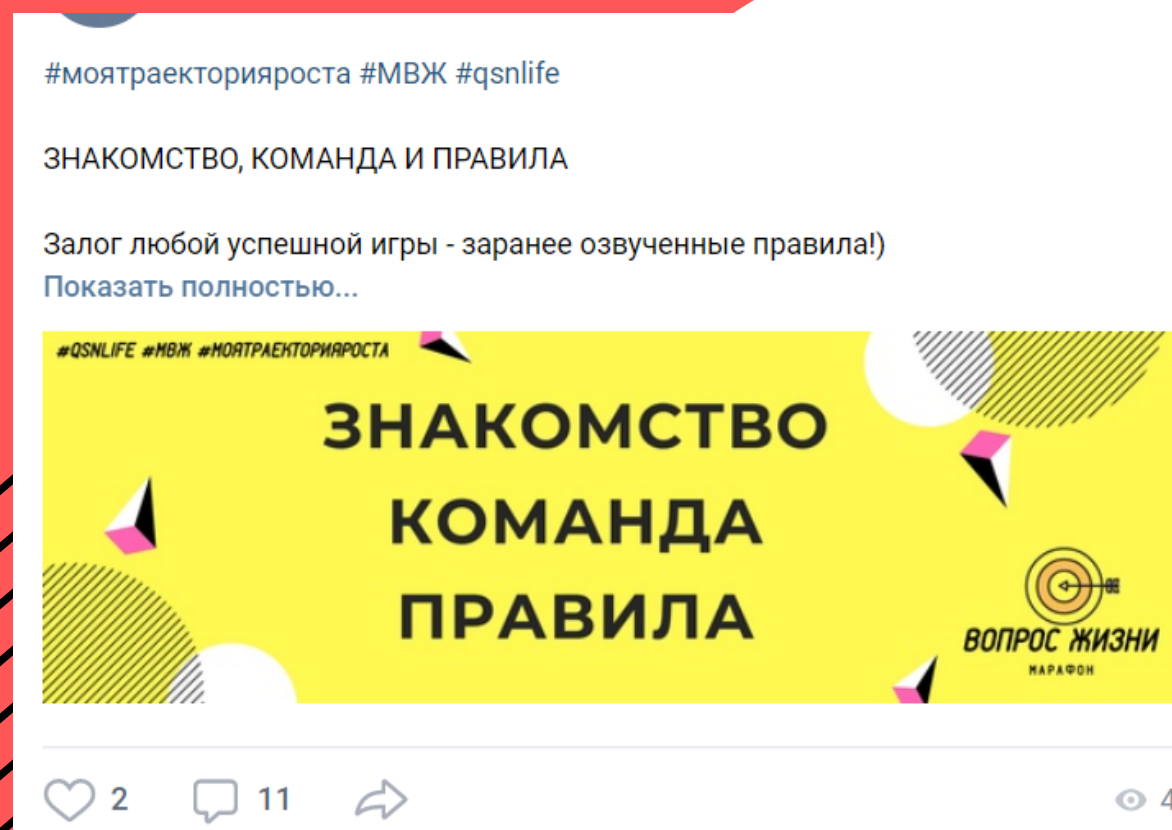 #моятраекторияроста #МВЖ #qsnlife
ЗНАКОМСТВО, КОМАНДА И ПРАВИЛА
Залог любой успешной игры - заранее озвученные правила!)
Показать полностью...
#QSNLIFE #МВЖ #МОЯТРАЕКТОРИЯРОСТА
ЗНАКОМСТВО
КОМАНДА
ПРАВИЛА
ВОПРОС ЖИЗНИ
МАРАФОН
2 11 4